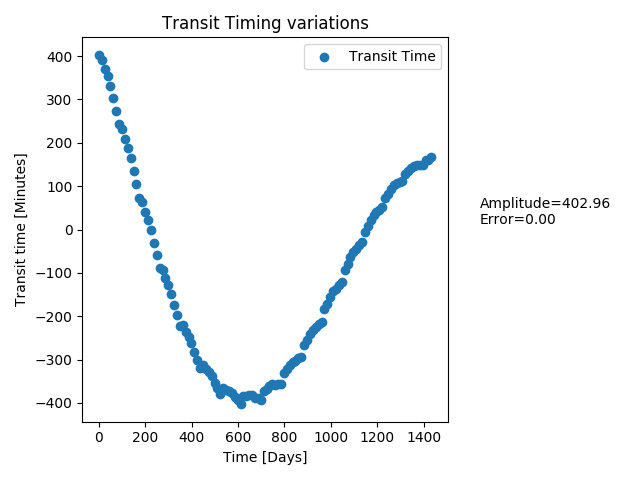 Transit Timing variations
Transit Time
Transit time [Minutes]
400
300
200
100
0
−100
−200
−300
−400
0 200 400 600 800 1000 1200 1400
Time [Days]
Amplitude=402.96
Error=0.00